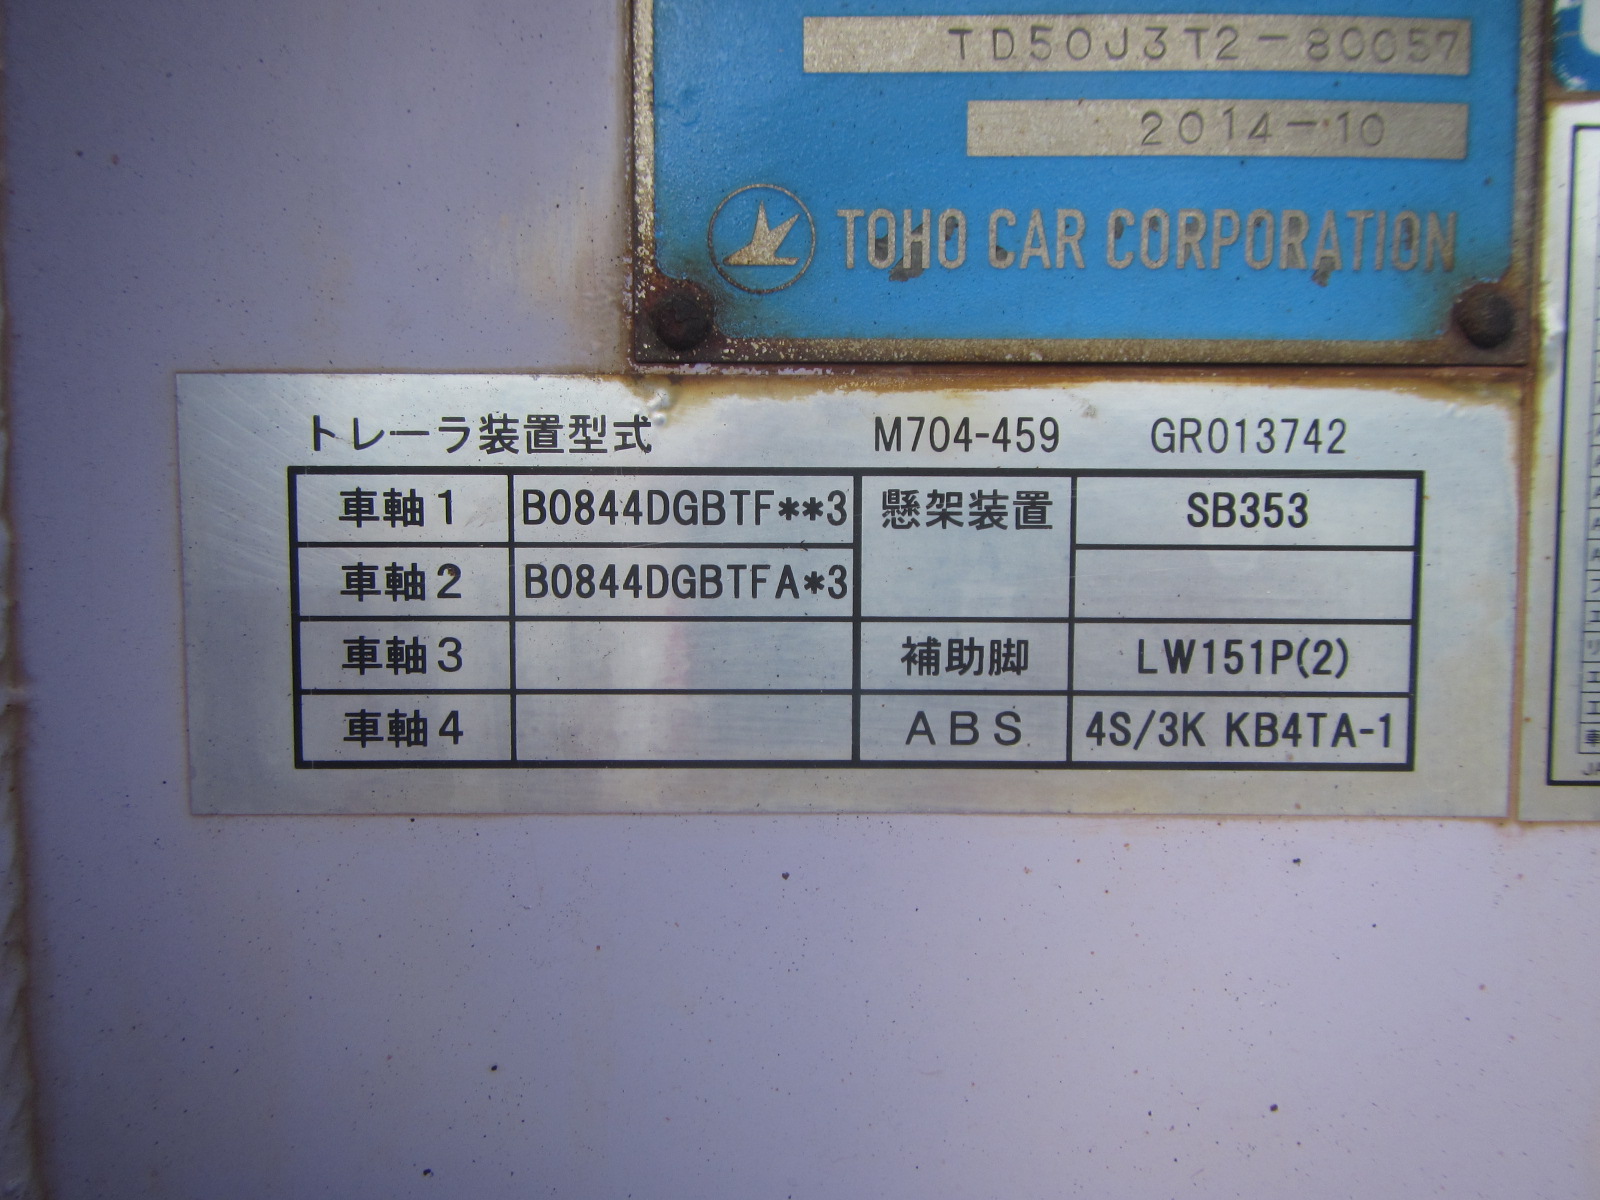 TD50J3T2-80057
2014-10
TOHO CAR CORPORATION
トレーラ装置型式 M704-459 GR013742
車軸1 B0844DGBTF**3 懸架装置 SB353
車軸2 B0844DGBTFA*3
車軸3 補助脚 LW151P(2)
車軸4 ABS 4S/3K KB4TA-1